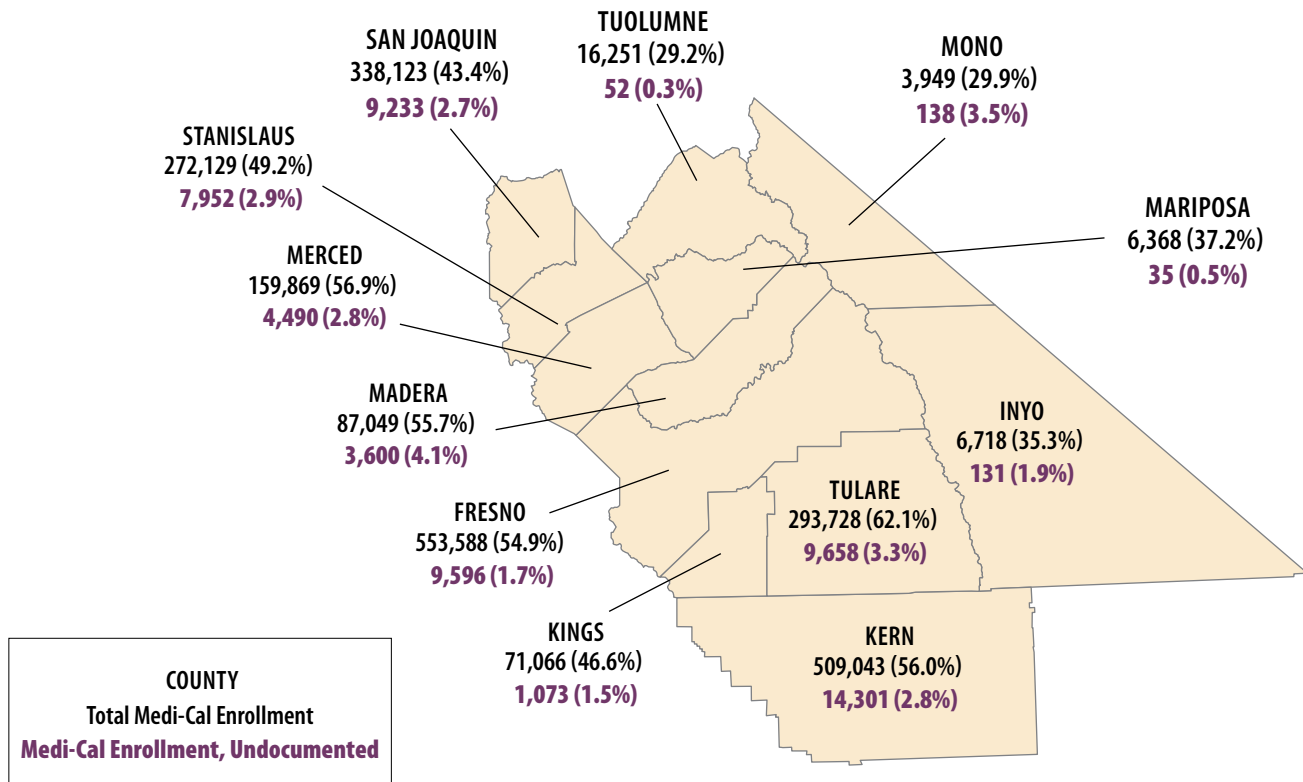 TUOLUMNE
16,251 (29.2%)
52 (0.3%)
SAN JOAQUIN
338,123 (43.4%)
9,233 (2.7%)
MONO
3,949 (29.9%)
138 (3.5%)
STANISLAUS
272,129 (49.2%)
7,952 (2.9%)
MARIPOSA
6,368 (37.2%)
35 (0.5%)
MERCED
159,869 (56.9%)
4,490 (2.8%)
MADERA
87,049 (55.7%)
3,600 (4.1%)
INYO
6,718 (35.3%)
131 (1.9%)
FRESNO
553,588 (54.9%)
9,596 (1.7%)
TULARE
293,728 (62.1%)
9,658 (3.3%)
KINGS
71,066 (46.6%)
1,073 (1.5%)
KERN
509,043 (56.0%)
14,301 (2.8%)
COUNTY
Total Medi-Cal Enrollment
Medi-Cal Enrollment, Undocumented